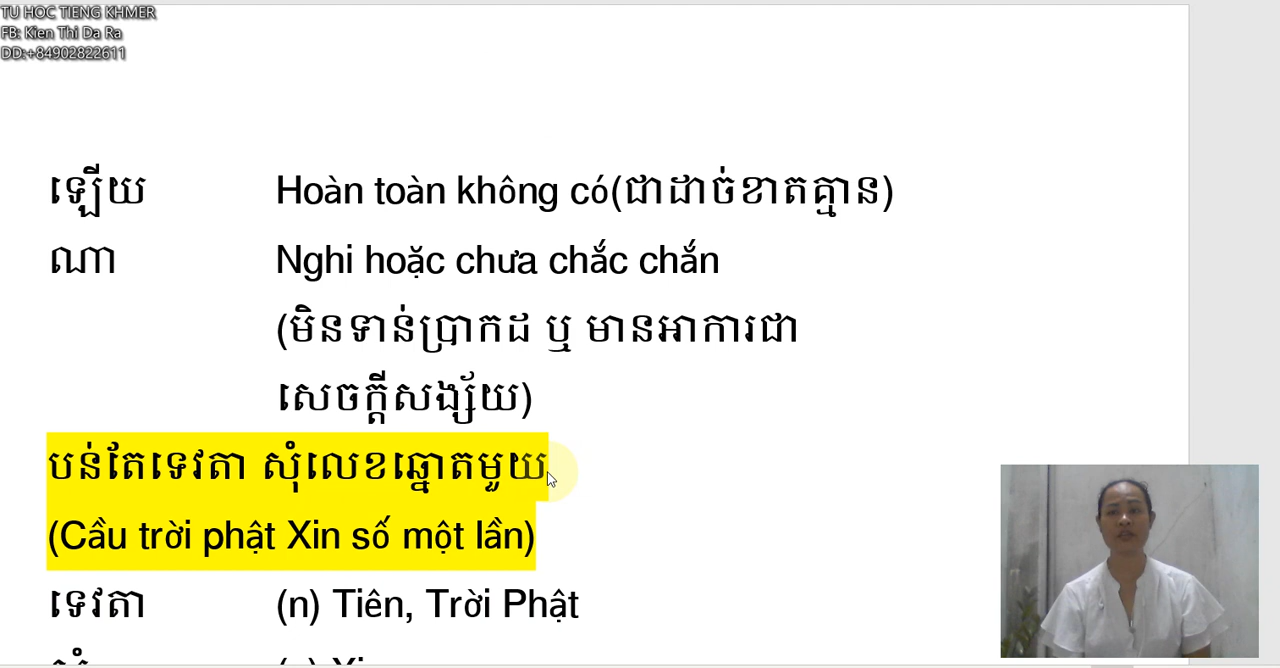 TU HOC TIENG KHMER
FB: Kien Thi Da Ra
DD:+84902822611
ឡើយ Hoàn toàn không có(ជាដាច់ខាតគ្មាន)
ណា Nghi hoặc chưa chắc chắn
(មិនទាន់ប្រាកដ ឬ មានអាការជា
សេចក្ដីសង្ស័យ)
បន់តែទេវតា សុំលេខឆ្នោតមួយ
(Cầu trời phật Xin số một lần)
ទេវតា (n) Tiên, Trời Phật